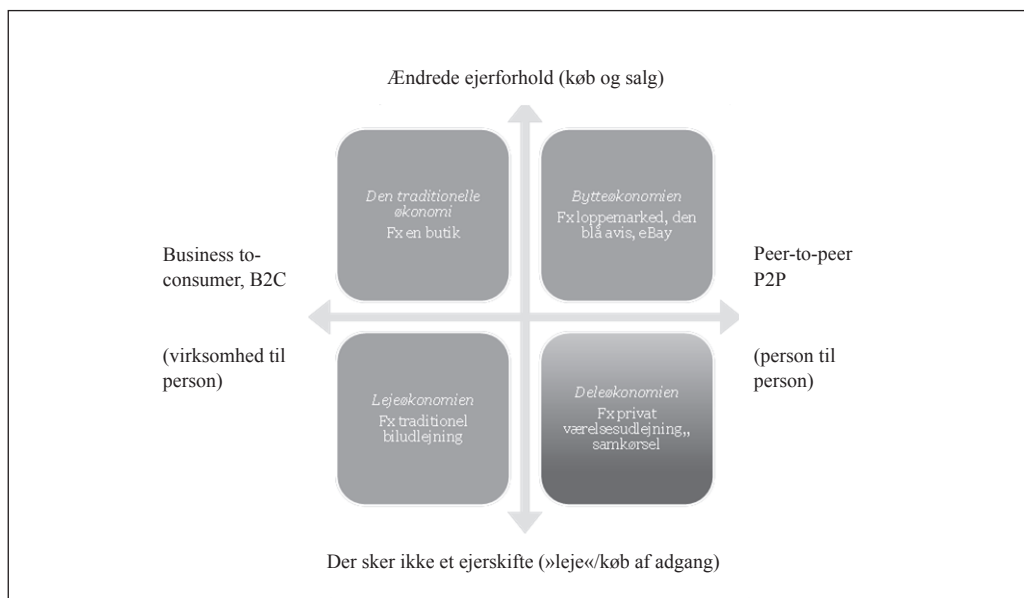 Ændrede ejerforhold (køb og salg)
Den traditionelle
økonomi
Fx en butik
Bytteøkonomien
Fx loppemarked, den
blå avis, eBay
Business to-
consumer, B2C
Peer-to-peer
P2P
(virksomhed til
person)
(person til
person)
Lejeøkonomien
Fx traditionel
biludlejning
Deleøkonomien
Fx privat
værelsesudlejning,,
samkørsel
Der sker ikke et ejerskifte (»leje«/køb af adgang)